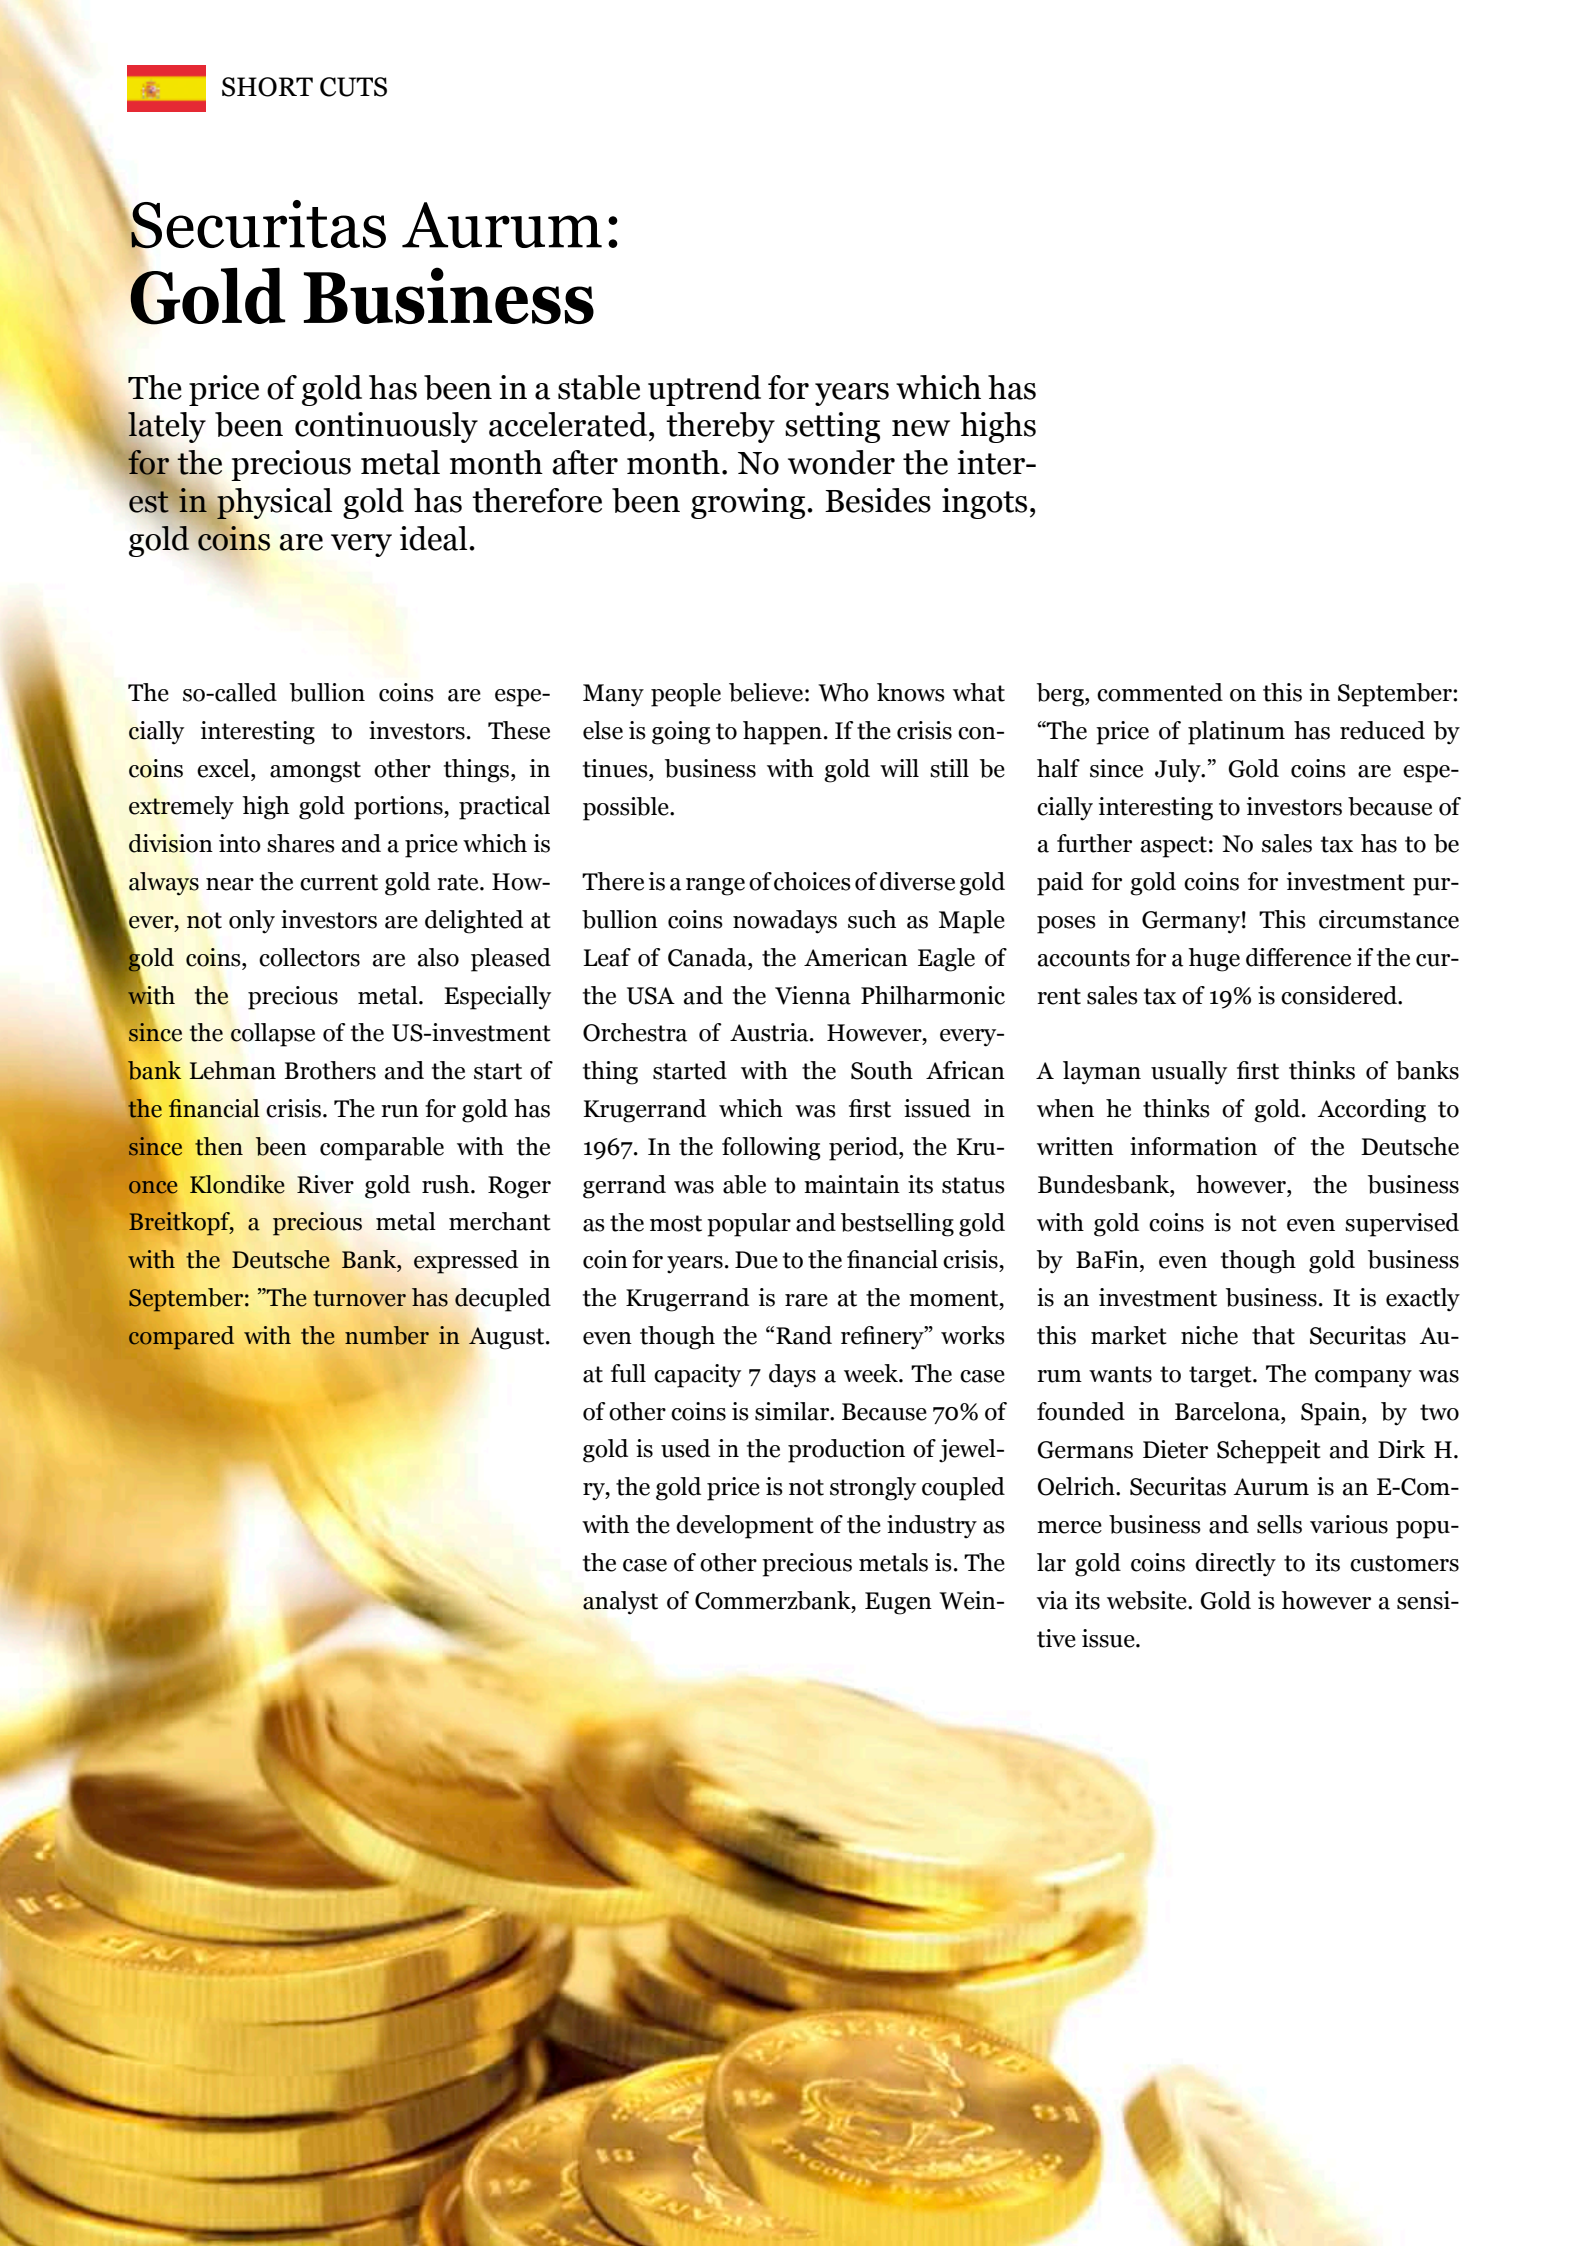 SHORT CUTS
Securitas Aurum:
Gold Business
The price of gold has been in a stable uptrend for years which has
lately been continuously accelerated, thereby setting new highs
for the precious metal month after month. No wonder the inter-
est in physical gold has therefore been growing. Besides ingots,
gold coins are very ideal.
The so-called bullion coins are espe-
cially interesting to investors. These
coins excel, amongst other things, in
extremely high gold portions, practical
division into shares and a price which is
always near the current gold rate. How-
ever, not only investors are delighted at
gold coins, collectors are also pleased
with the precious metal. Especially
since the collapse of the US-investment
bank Lehman Brothers and the start of
the financial crisis. The run for gold has
since then been comparable with the
once Klondike River gold rush. Roger
Breitkopf, a precious metal merchant
with the Deutsche Bank, expressed in
September: ”The turnover has decupled
compared with the number in August.
Many people believe: Who knows what
else is going to happen. If the crisis con-
tinues, business with gold will still be
possible.
There is a range of choices of diverse gold
bullion coins nowadays such as Maple
Leaf of Canada, the American Eagle of
the USA and the Vienna Philharmonic
Orchestra of Austria. However, every-
thing started with the South African
Krugerrand which was first issued in
1967. In the following period, the Kru-
gerrand was able to maintain its status
as the most popular and bestselling gold
coin for years. Due to the financial crisis,
the Krugerrand is rare at the moment,
even though the “Rand refinery” works
at full capacity 7 days a week. The case
of other coins is similar. Because 70% of
gold is used in the production of jewel-
ry, the gold price is not strongly coupled
with the development of the industry as
the case of other precious metals is. The
analyst of Commerzbank, Eugen Wein-
berg, commented on this in September:
“The price of platinum has reduced by
half since July.” Gold coins are espe-
cially interesting to investors because of
a further aspect: No sales tax has to be
paid for gold coins for investment pur-
poses in Germany! This circumstance
accounts for a huge difference if the cur-
rent sales tax of 19% is considered.
A layman usually first thinks of banks
when he thinks of gold. According to
written information of the Deutsche
Bundesbank, however, the business
with gold coins is not even supervised
by BaFin, even though gold business
is an investment business. It is exactly
this market niche that Securitas Au-
rum wants to target. The company was
founded in Barcelona, Spain, by two
Germans Dieter Scheppeit and Dirk H.
Oelrich. Securitas Aurum is an E-Com-
merce business and sells various popu-
lar gold coins directly to its customers
via its website. Gold is however a sensi-
tive issue.